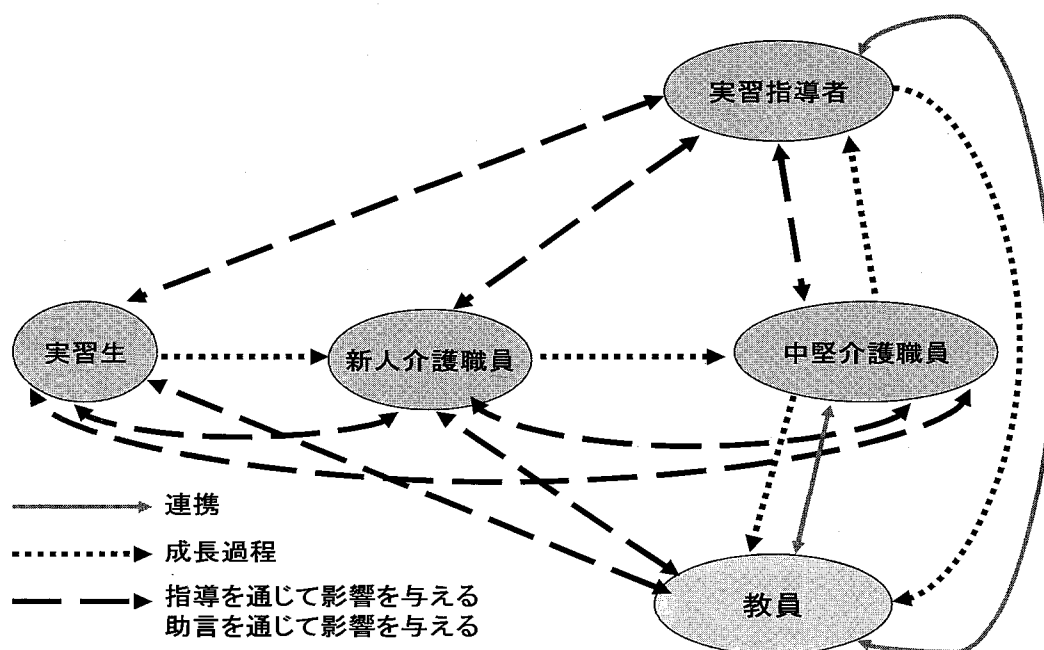 実習指導者
実習生
新人介護職員
中堅介護職員
連携
成長過程
指導を通じて影響を与える
助言を通じて影響を与える
教員